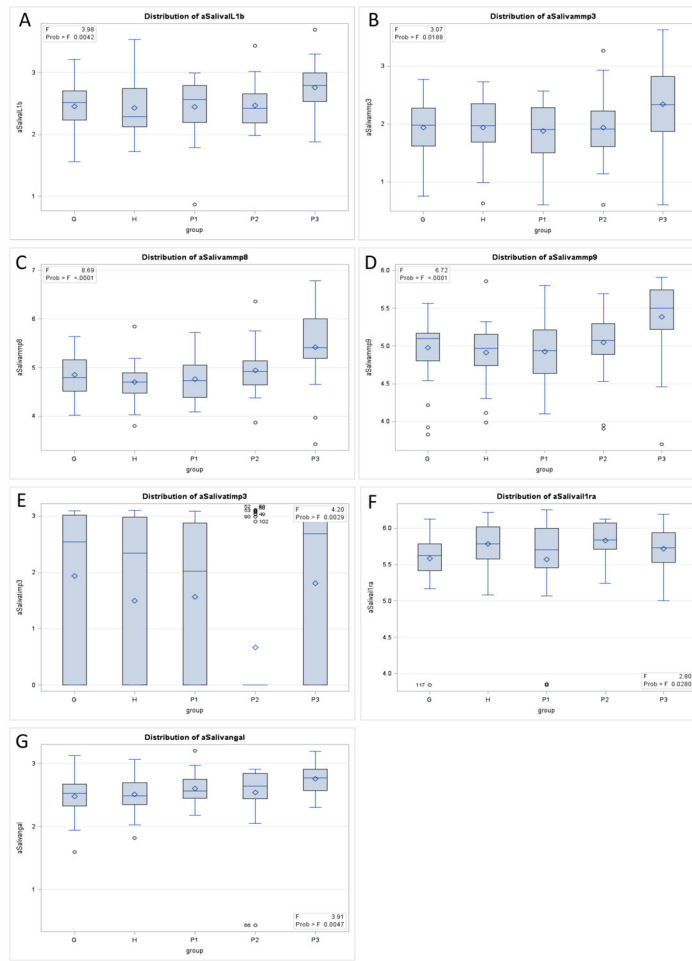 A
Distribution of aSalivaIL1b
F 3.98
Prob > F 0.0042
3
2
1
aSalivaIL1b
G H P1 P2 P3
group
B
Distribution of aSalivammp3
F 3.07
Prob > F 0.0188
3
2
1
aSalivammp3
G H P1 P2 P3
group
C
Distribution of aSalivammp8
F 8.69
Prob > F <.0001
7
6
5
4
aSalivammp8
G H P1 P2 P3
group
D
Distribution of aSalivammp9
F 6.72
Prob > F <.0001
6.0
5.5
5.0
4.5
4.0
aSalivammp9
G H P1 P2 P3
group
E
Distribution of aSalivatimp3
F 4.20
Prob > F 0.0029
3
2
1
0
90
49
102
aSalivatimp3
G H P1 P2 P3
group
F
Distribution of aSalivail1ra
6.0
5.5
5.0
4.5
4.0
117
F 2.80
Prob > F 0.0280
aSalivail1ra
G H P1 P2 P3
group
G
Distribution of aSalivangal
3
2
1
F 3.91
Prob > F 0.0047
aSalivangal
G H P1 P2 P3
group